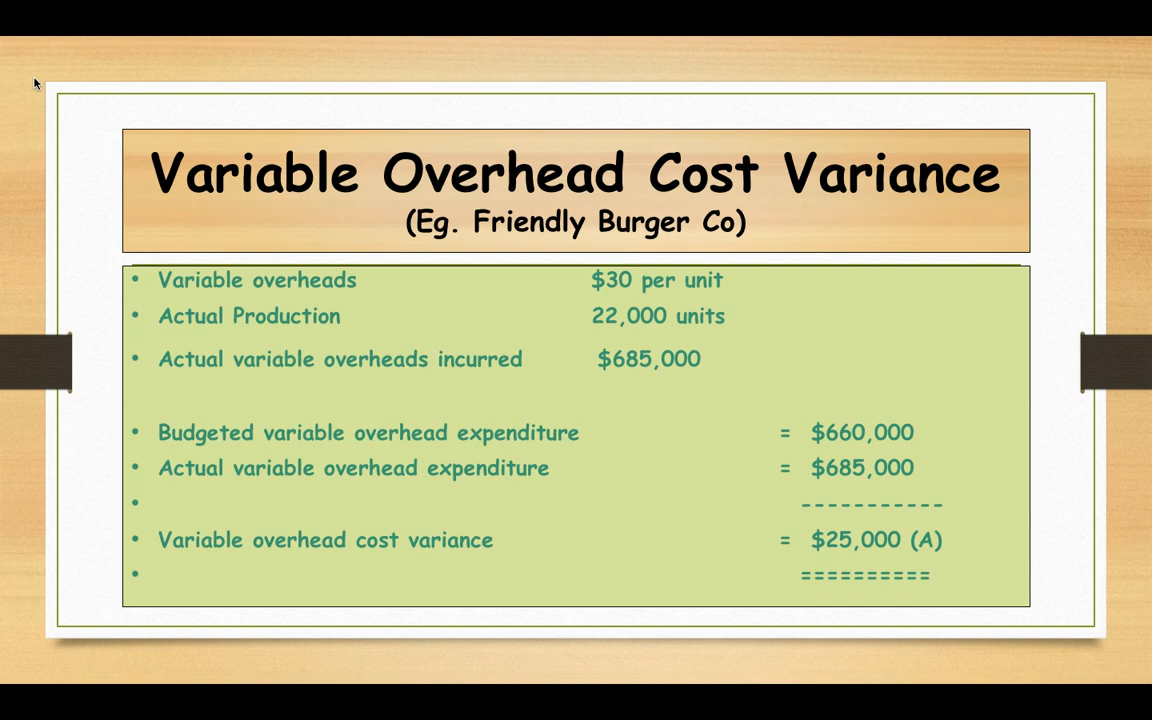 Variable Overhead Cost Variance
(Eg. Friendly Burger Co)
• Variable overheads $30 per unit
• Actual Production 22,000 units
• Actual variable overheads incurred $685,000
• Budgeted variable overhead expenditure = $660,000
• Actual variable overhead expenditure = $685,000
• -----------
• Variable overhead cost variance = $25,000 (A)
• ==========